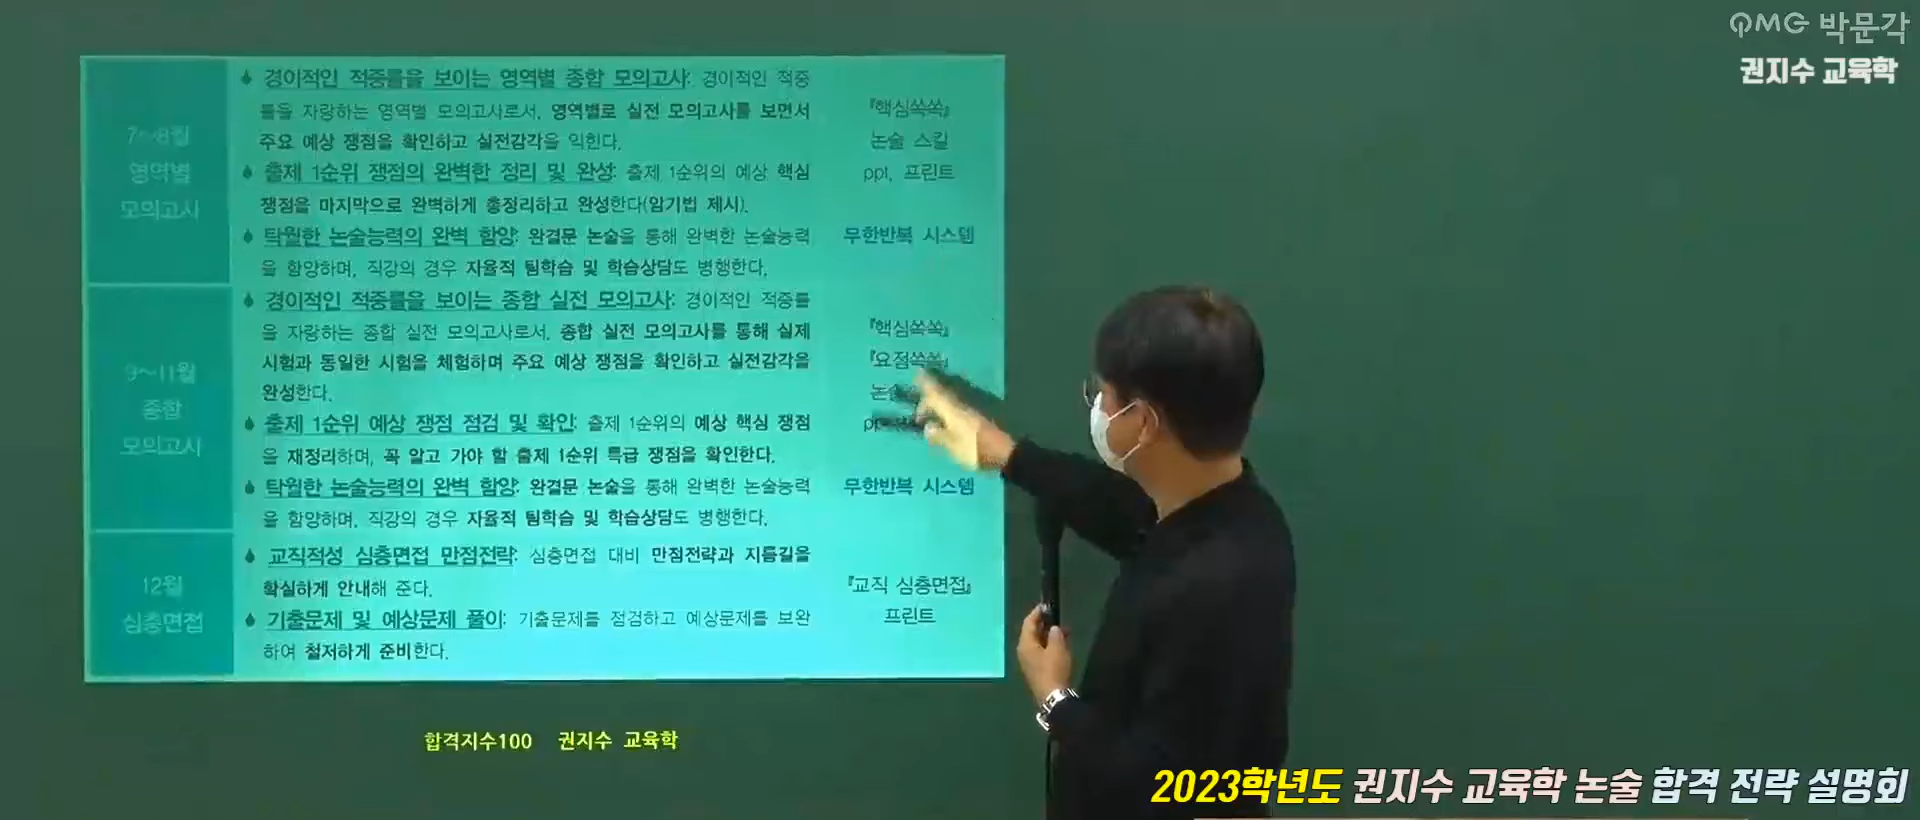 PMG 박문각
권지수 교육학
7~8월
영역별
모의고사
경이적인 적중률을 보이는 영역별 종합 모의고사: 경이적인 적중
률을 자랑하는 영역별 모의고사로서, 영역별로 실전 모의고사를 보면서
주요 예상 쟁점을 확인하고 실전감각을 익힌다.
출제 1순위 쟁점의 완벽한 정리 및 완성: 출제 1순위의 예상 핵심
쟁점을 마지막으로 완벽하게 총정리하고 완성한다(암기법 제시).
탁월한 논술능력의 완벽 함양: 완결문 논술을 통해 완벽한 논술능력
을 함양하며, 직강의 경우 자율적 팀학습 및 학습상담도 병행한다.
『핵심쏙쏙』
논술 스킬
ppt, 프린트
무한반복 시스템
9~11월
종합
모의고사
경이적인 적중률을 보이는 종합 실전 모의고사: 경이적인 적중률
을 자랑하는 종합 실전 모의고사로서, 종합 실전 모의고사를 통해 실제
시험과 동일한 시험을 체험하며 주요 예상 쟁점을 확인하고 실전감각을
완성한다.
출제 1순위 예상 쟁점 점검 및 확인: 출제 1순위의 예상 핵심 쟁점
을 재정리하며, 꼭 알고 가야 할 출제 1순위 특급 쟁점을 확인한다.
탁월한 논술능력의 완벽 함양: 완결문 논술을 통해 완벽한 논술능력
을 함양하며, 직강의 경우 자율적 팀학습 및 학습상담도 병행한다.
『핵심쏙쏙』
『요점쏙쏙』
무한반복 시스템
12월
심층면접
교직적성 심층면접 만점전략: 심층면접 대비 만점전략과 지름길을
확실하게 안내해 준다.
기출문제 및 예상문제 풀이: 기출문제를 점검하고 예상문제를 보완
하여 철저하게 준비한다.
『교직 심층면접』
프린트
합격지수100 권지수 교육학
2023학년도 권지수 교육학 논술 합격 전략 설명회